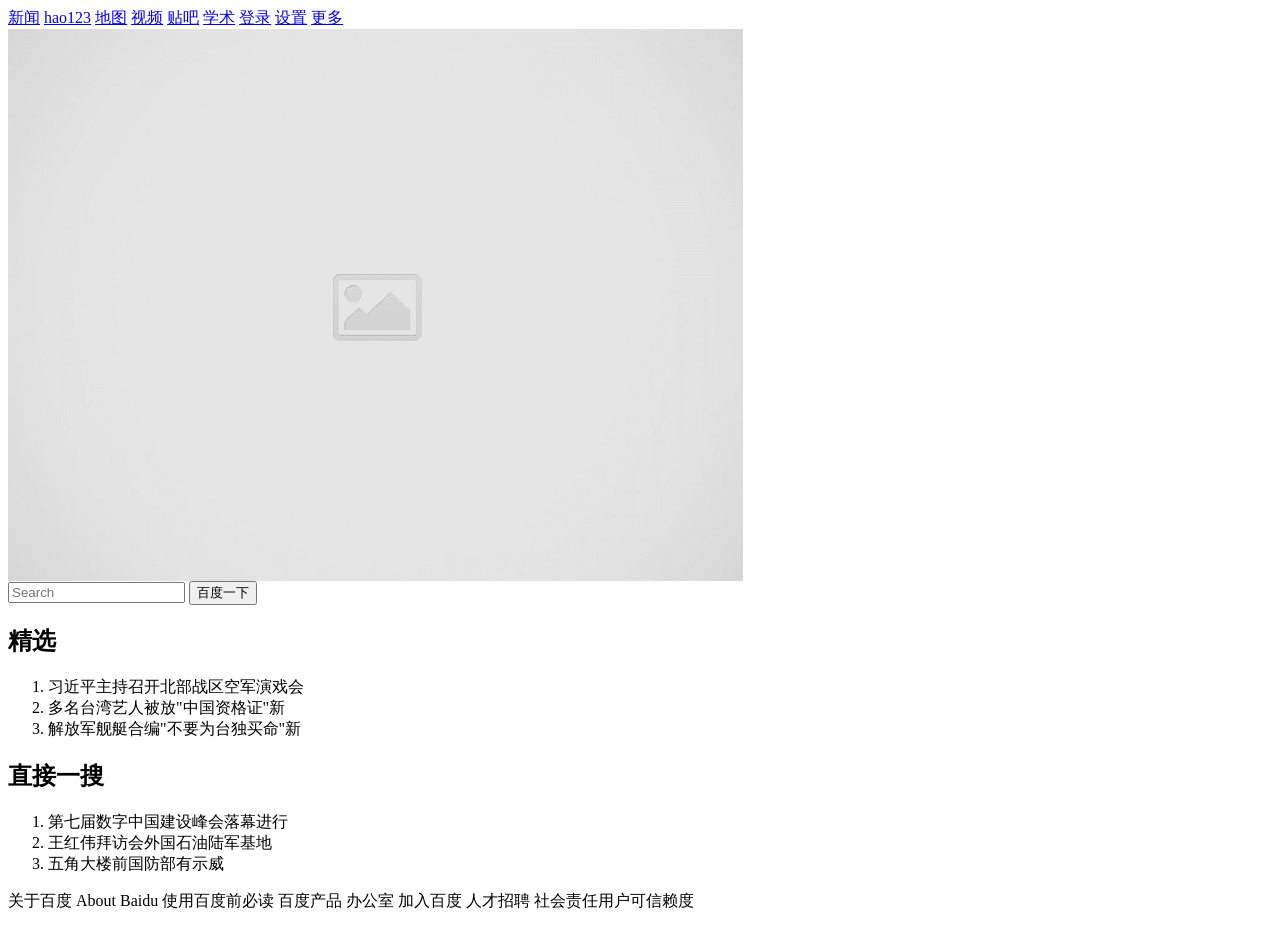 新闻 hao123 地图 视频 贴吧 学术 登录 设置 更多
Search 百度一下
精选
1. 习近平主持召开北部战区空军演戏会
2. 多名台湾艺人被放"中国资格证"新
3. 解放军舰艇合编"不要为台独买命"新
直接一搜
1. 第七届数字中国建设峰会落幕进行
2. 王红伟拜访会外国石油陆军基地
3. 五角大楼前国防部有示威
关于百度 About Baidu 使用百度前必读 百度产品 办公室 加入百度 人才招聘 社会责任用户可信赖度